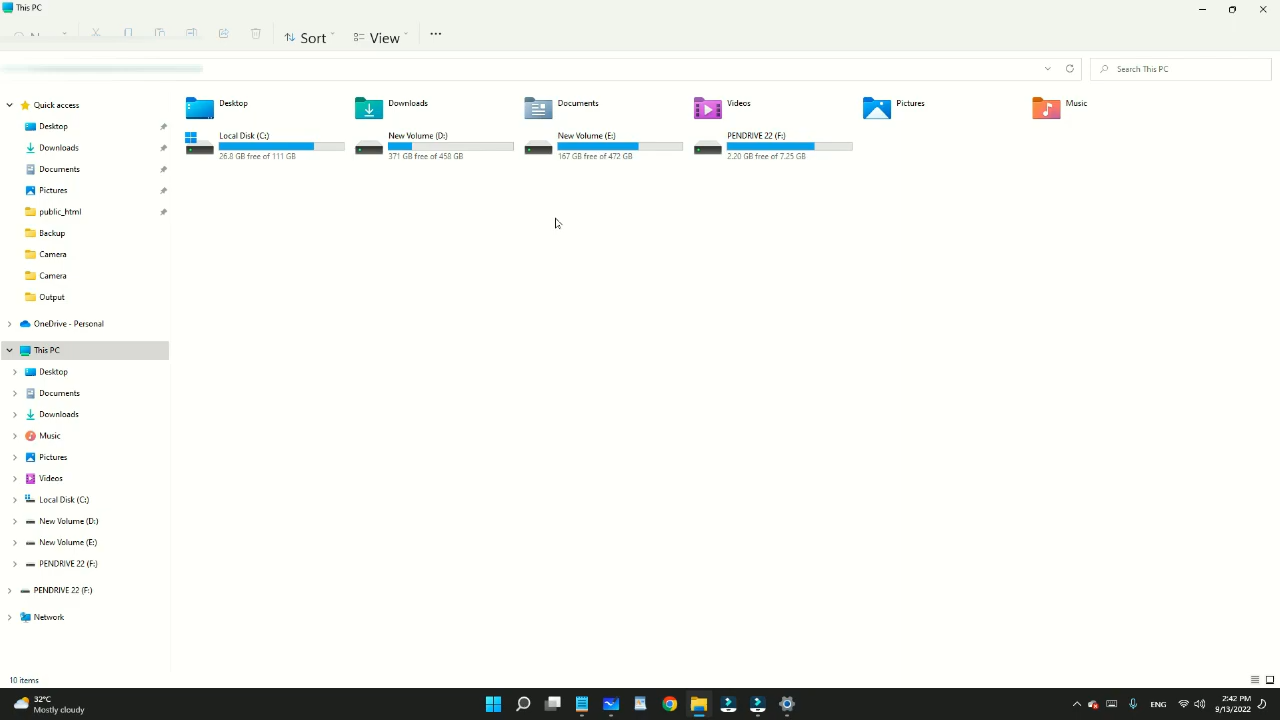 This PC
Sort
View
Search This PC
Quick access
Desktop
Downloads
Documents
Pictures
public_html
Backup
Camera
Camera
Output
OneDrive - Personal
This PC
Desktop
Documents
Downloads
Music
Pictures
Videos
Local Disk (C:)
New Volume (D:)
New Volume (E:)
PENDRIVE 22 (F:)
PENDRIVE 22 (F:)
Network
Desktop
Downloads
Documents
Videos
Pictures
Music
Local Disk (C:)
26.8 GB free of 111 GB
New Volume (D:)
371 GB free of 458 GB
New Volume (E:)
167 GB free of 472 GB
PENDRIVE 22 (F:)
2.20 GB free of 7.25 GB
10 items
32°C
Mostly cloudy
ENG
2:42 PM
9/13/2022